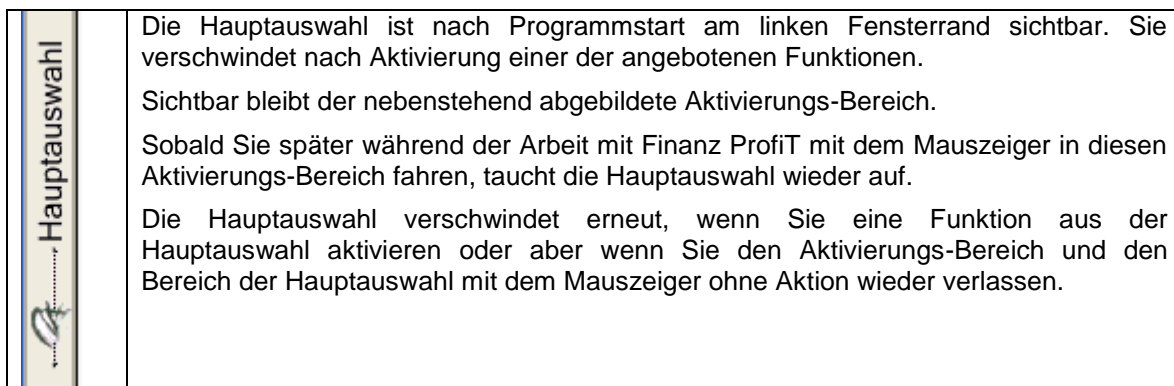 Hauptauswahl
Die Hauptauswahl ist nach Programmstart am linken Fensterrand sichtbar. Sie
verschwindet nach Aktivierung einer der angebotenen Funktionen.
Sichtbar bleibt der nebenstehend abgebildete Aktivierungs-Bereich.
Sobald Sie später während der Arbeit mit Finanz ProfiT mit dem Mauszeiger in diesen
Aktivierungs-Bereich fahren, taucht die Hauptauswahl wieder auf.
Die Hauptauswahl verschwindet erneut, wenn Sie eine Funktion aus der
Hauptauswahl aktivieren oder aber wenn Sie den Aktivierungs-Bereich und den
Bereich der Hauptauswahl mit dem Mauszeiger ohne Aktion wieder verlassen.